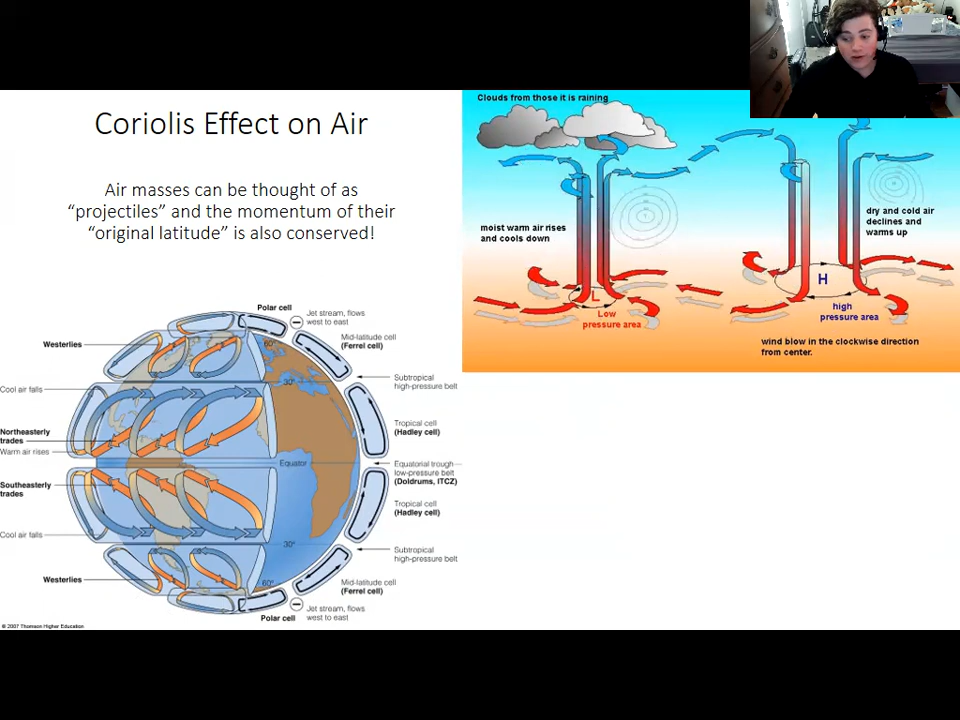 Coriolis Effect on Air
Air masses can be thought of as
“projectiles” and the momentum of their
“original latitude” is also conserved!
Clouds from those it is raining
moist warm air rises
and cools down
dry and cold air
declines and
warms up
L
Low
pressure area
H
high
pressure area
wind blow in the clockwise direction
from center.
Polar cell
Jet stream, flows
west to east
Westerlies
60°
Mid-latitude cell
(Ferrel cell)
Cool air falls
30°
Subtropical
high-pressure belt
Northeasterly
trades
Warm air rises
Tropical cell
(Hadley cell)
Equator
Equatorial trough
low-pressure belt
(Doldrums, ITCZ)
Southeasterly
trades
Tropical cell
(Hadley cell)
Cool air falls
30°
Subtropical
high-pressure belt
Westerlies
60°
Mid-latitude cell
(Ferrel cell)
Polar cell
Jet stream, flows
west to east
© 2007 Thomson Higher Education